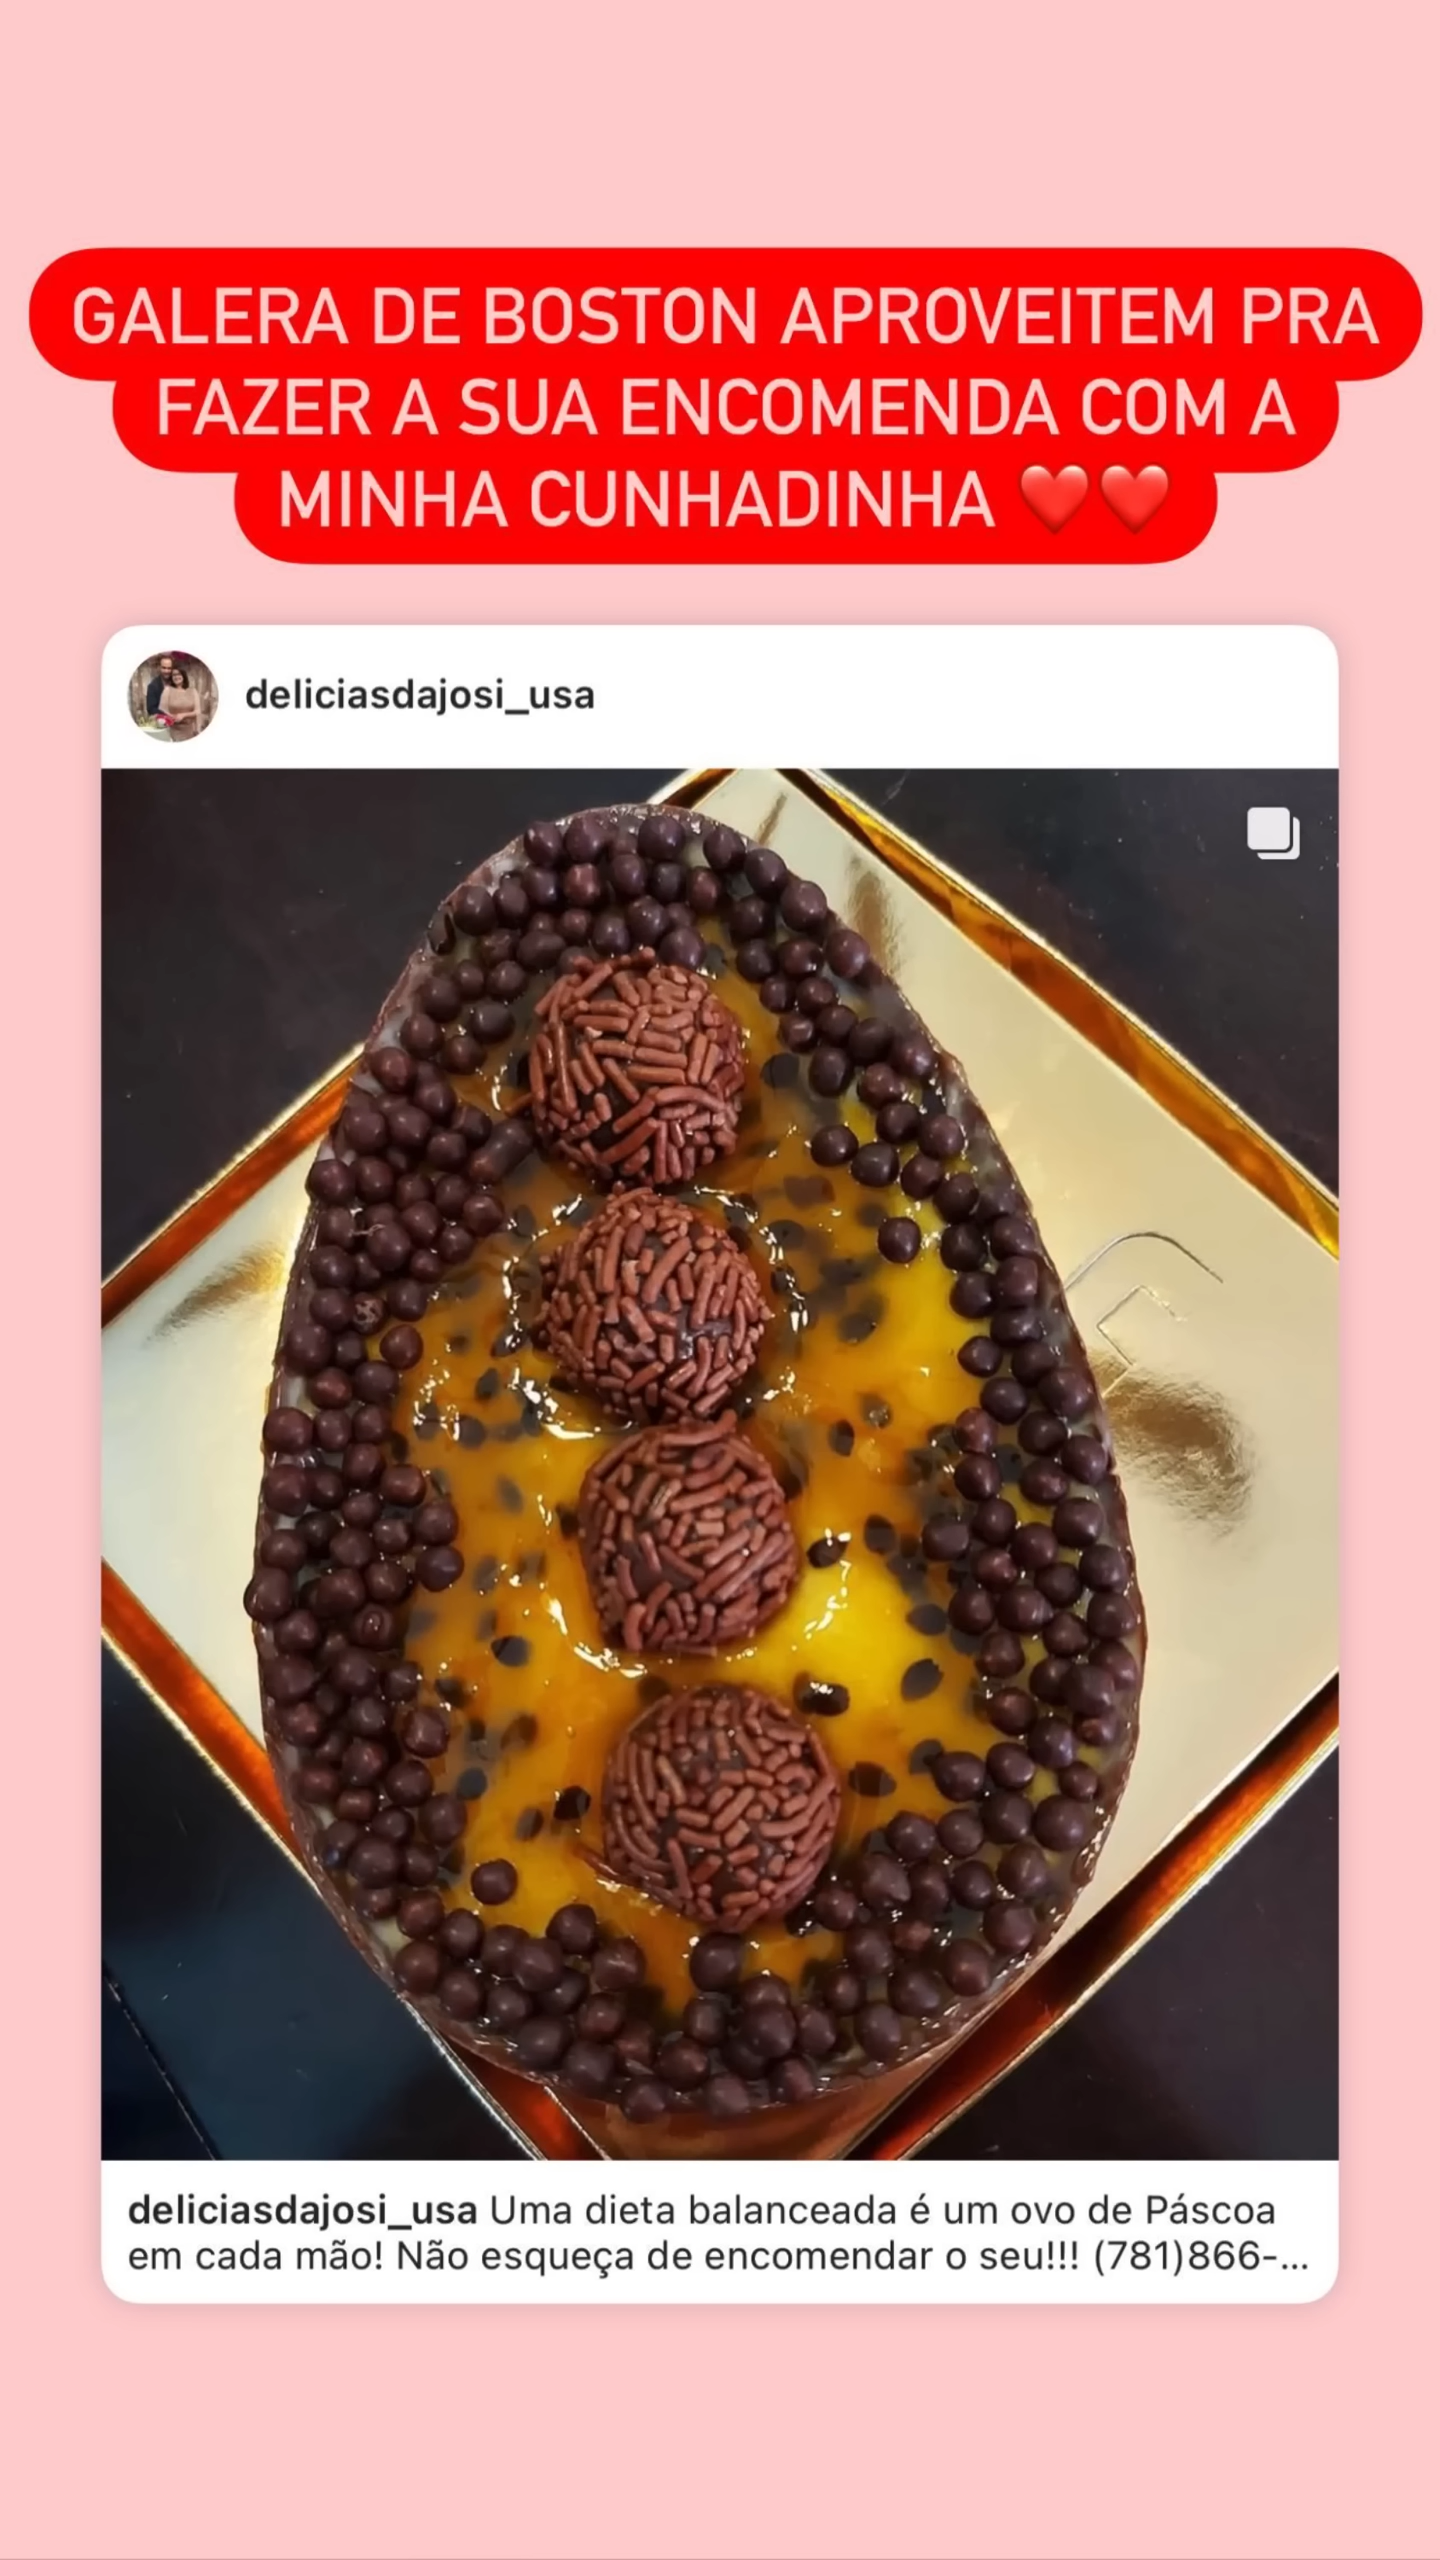 GALERA DE BOSTON APROVEITEM PRA
FAZER A SUA ENCOMENDA COM A
MINHA CUNHADINHA ❤️❤️
deliciasdajosi_usa
deliciasdajosi_usa Uma dieta balanceada é um ovo de Páscoa
em cada mão! Não esqueça de encomendar o seu!!! (781)866-...